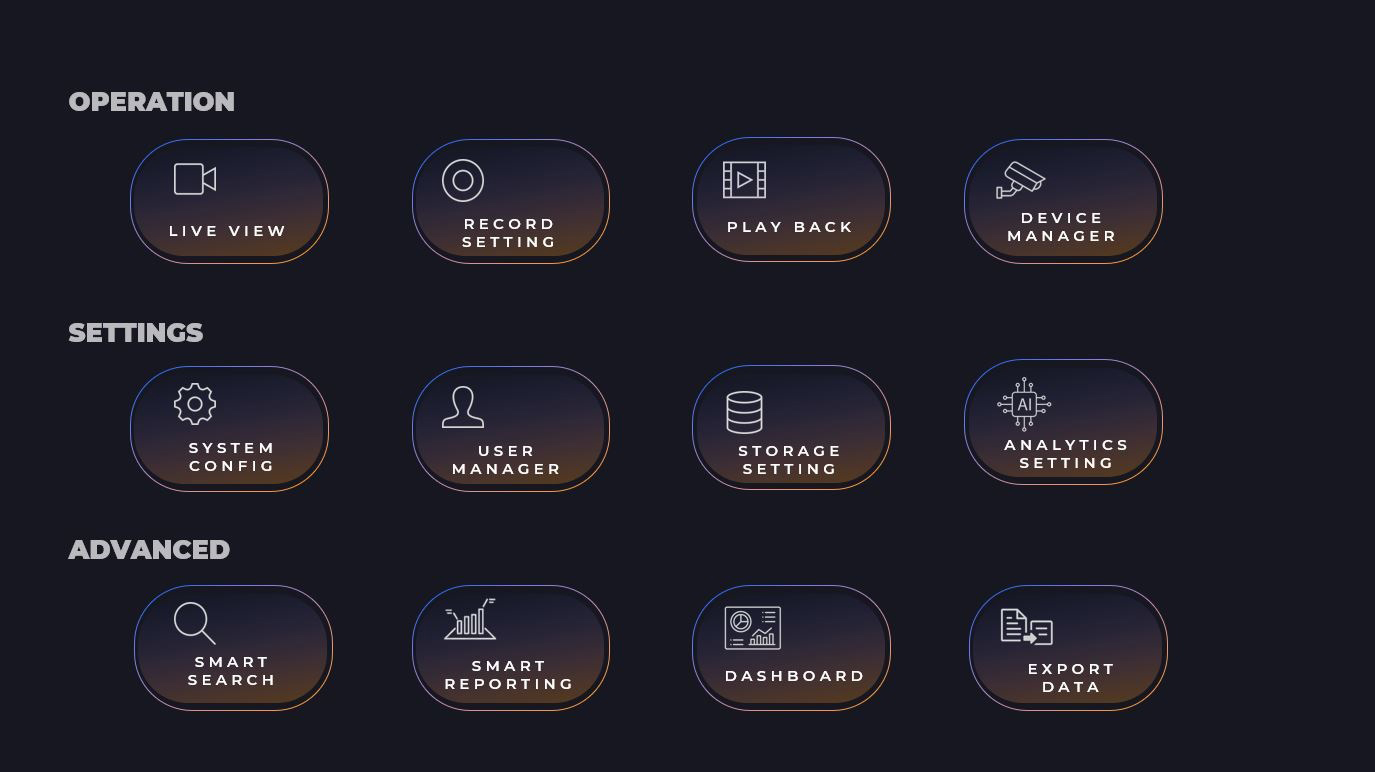 OPERATION
LIVE VIEW
RECORD
SETTING
PLAY BACK
DEVICE
MANAGER
SETTINGS
SYSTEM
CONFIG
USER
MANAGER
STORAGE
SETTING
AI
ANALYTICS
SETTING
ADVANCED
SMART
SEARCH
SMART
REPORTING
DASHBOARD
EXPORT
DATA